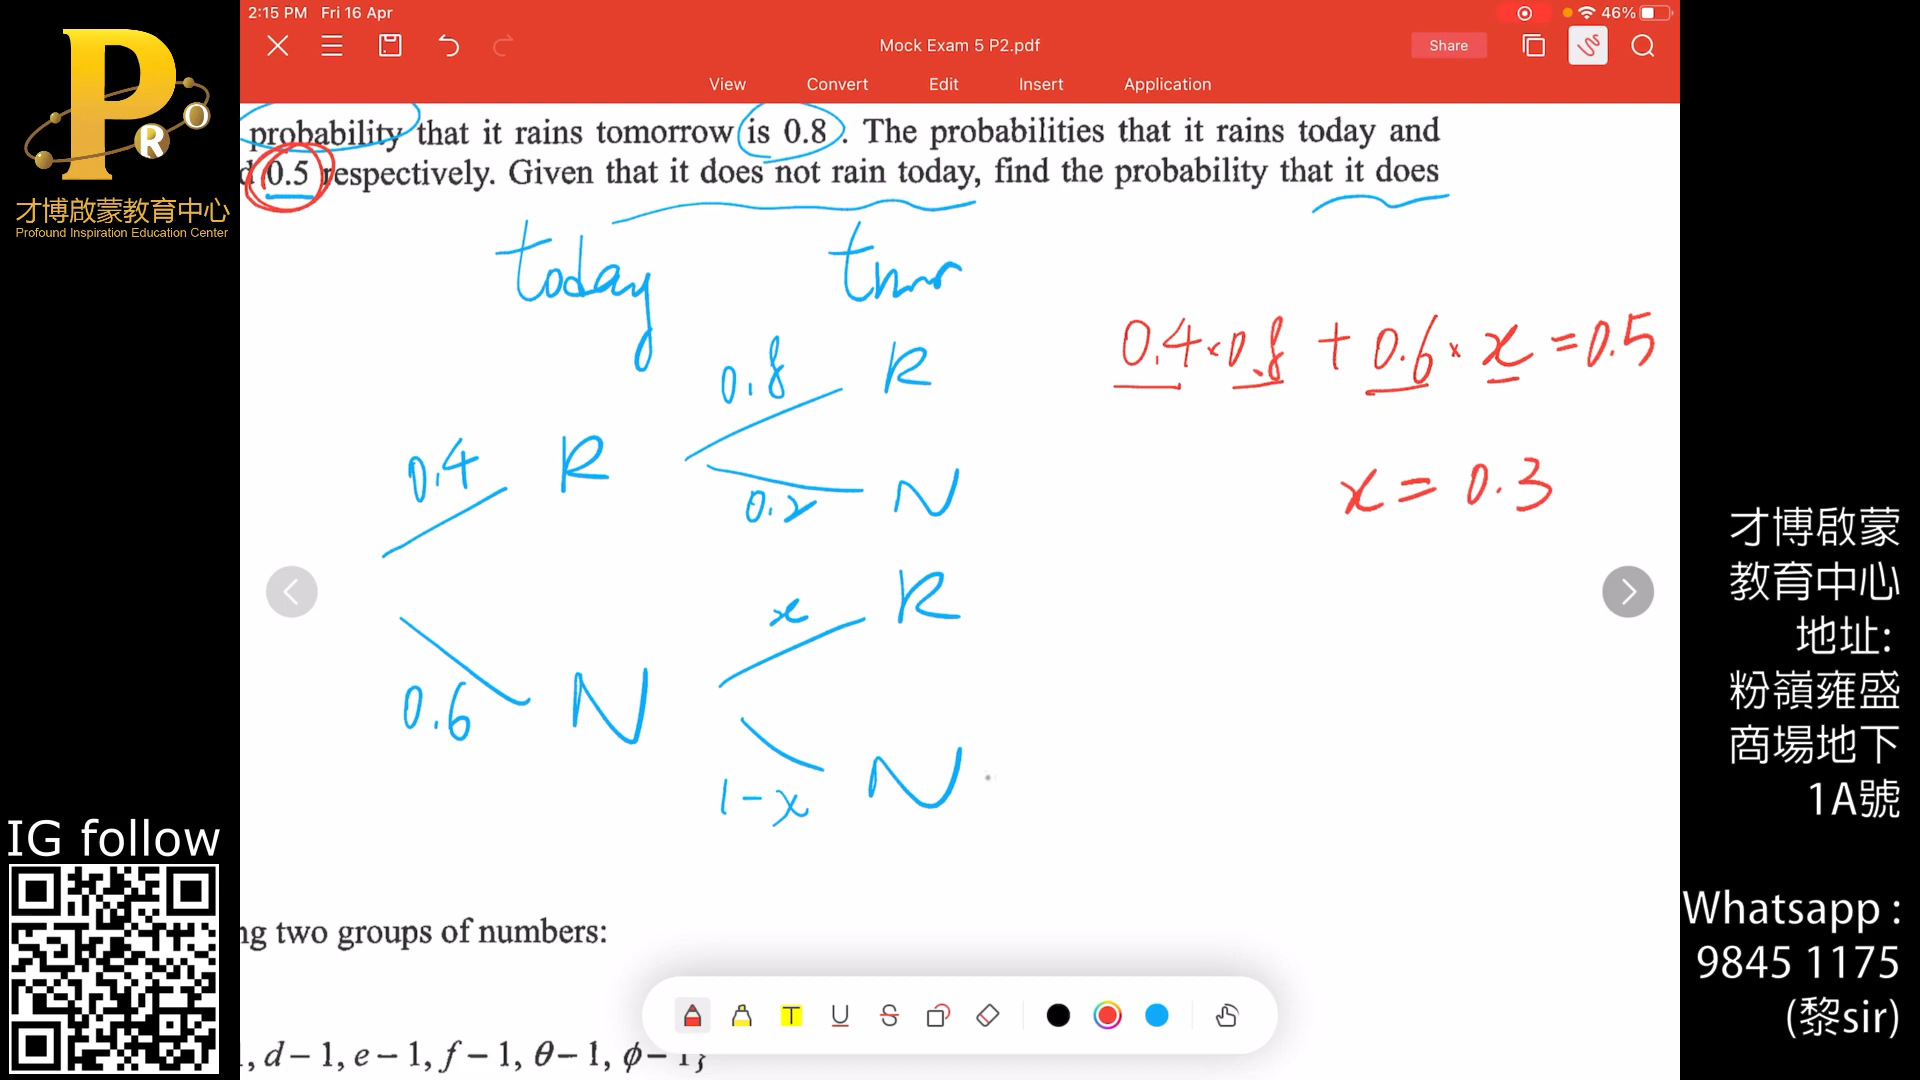 2:15 PM Fri 16 Apr
46%
Mock Exam 5 P2.pdf
Share
View Convert Edit Insert Application
P
R
O
才博啟蒙教育中心
Profound Inspiration Education Center
probability that it rains tomorrow is 0.8. The probabilities that it rains today and
0.5 respectively. Given that it does not rain today, find the probability that it does
today tmr
0.8 R
0.4×0.8 + 0.6×x=0.5
0.4 R
0.2 N
x=0.3
x R
0.6 N
1-x N
two groups of numbers:
, d−1, e−1, f−1, θ−1, ϕ−1}
T U S
IG follow
才博啟蒙
教育中心
地址:
粉嶺雍盛
商場地下
1A號
Whatsapp :
9845 1175
(黎sir)